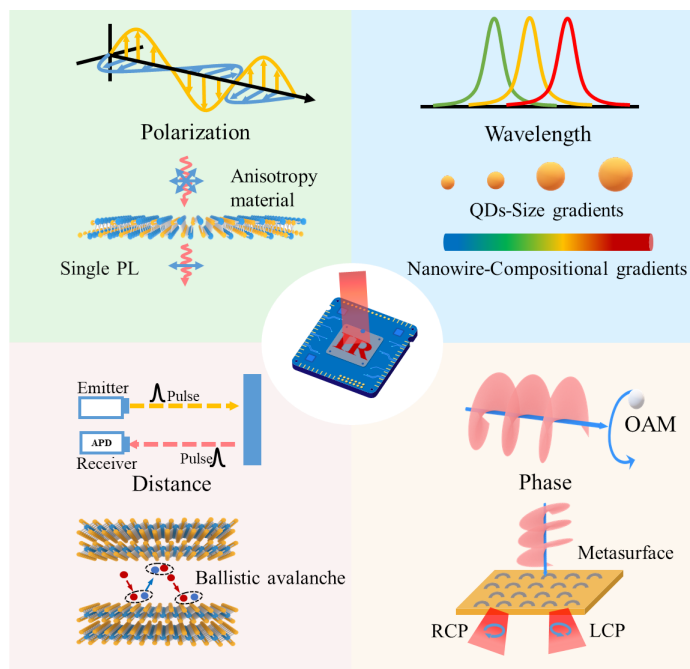 Polarization
Anisotropy
material
Single PL
Wavelength
QDs-Size gradients
Nanowire-Compositional gradients
IR
Emitter
Pulse
APD
Receiver
Pulse
Distance
Ballistic avalanche
OAM
Phase
Metasurface
RCP
LCP